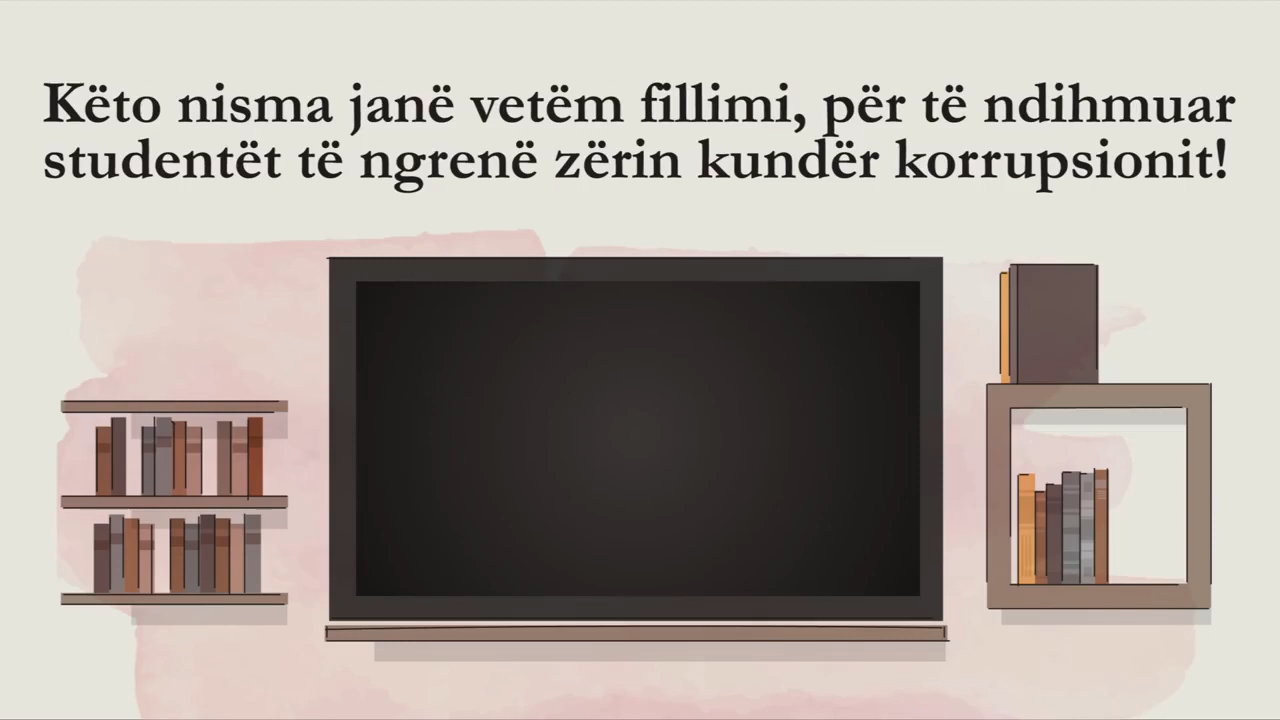 Këto nisma janë vetëm fillimi, për të ndihmuar
studentët të ngrenë zërin kundër korrupsionit!